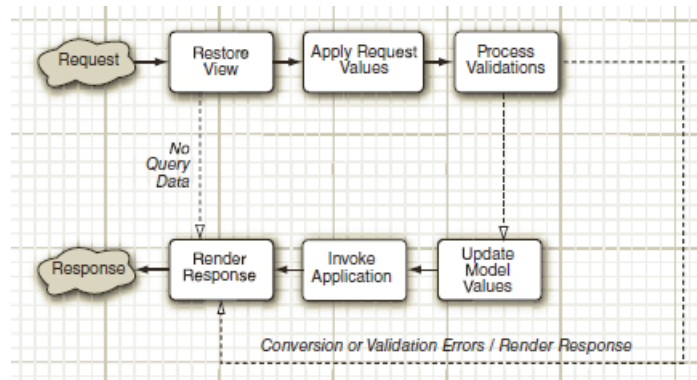 Request
Restore
View
Apply Request
Values
Process
Validations
No
Query
Data
Response
Render
Response
Invoke
Application
Update
Model
Values
Conversion or Validation Errors / Render Response